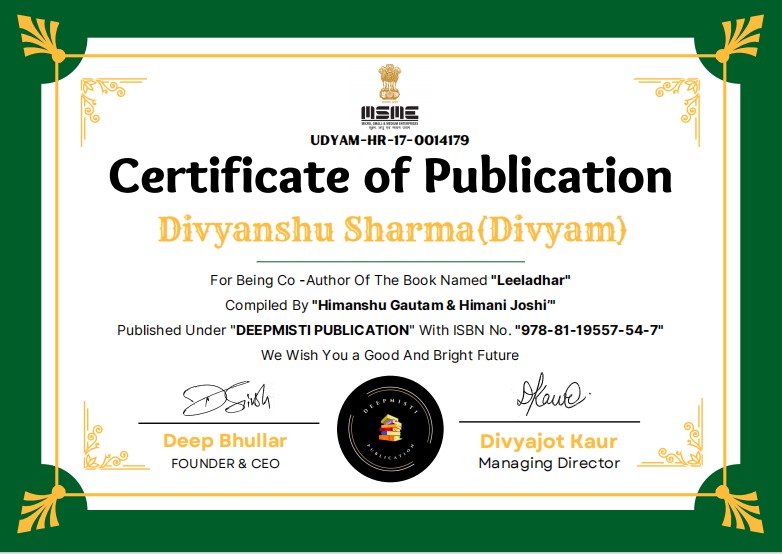 MSME
MICRO, SMALL & MEDIUM ENTERPRISES
सूक्ष्म, लघु एवं मध्यम उद्यम
UDYAM-HR-17-0014179
Certificate of Publication
Divyanshu Sharma(Divyam)
For Being Co -Author Of The Book Named "Leeladhar"
Compiled By "Himanshu Gautam & Himani Joshi'"
Published Under "DEEPMISTI PUBLICATION" With ISBN No. "978-81-19557-54-7"
We Wish You a Good And Bright Future
DEEPMISTI
PUBLICATION
Deep Bhullar
FOUNDER & CEO
Divyajot Kaur
Managing Director